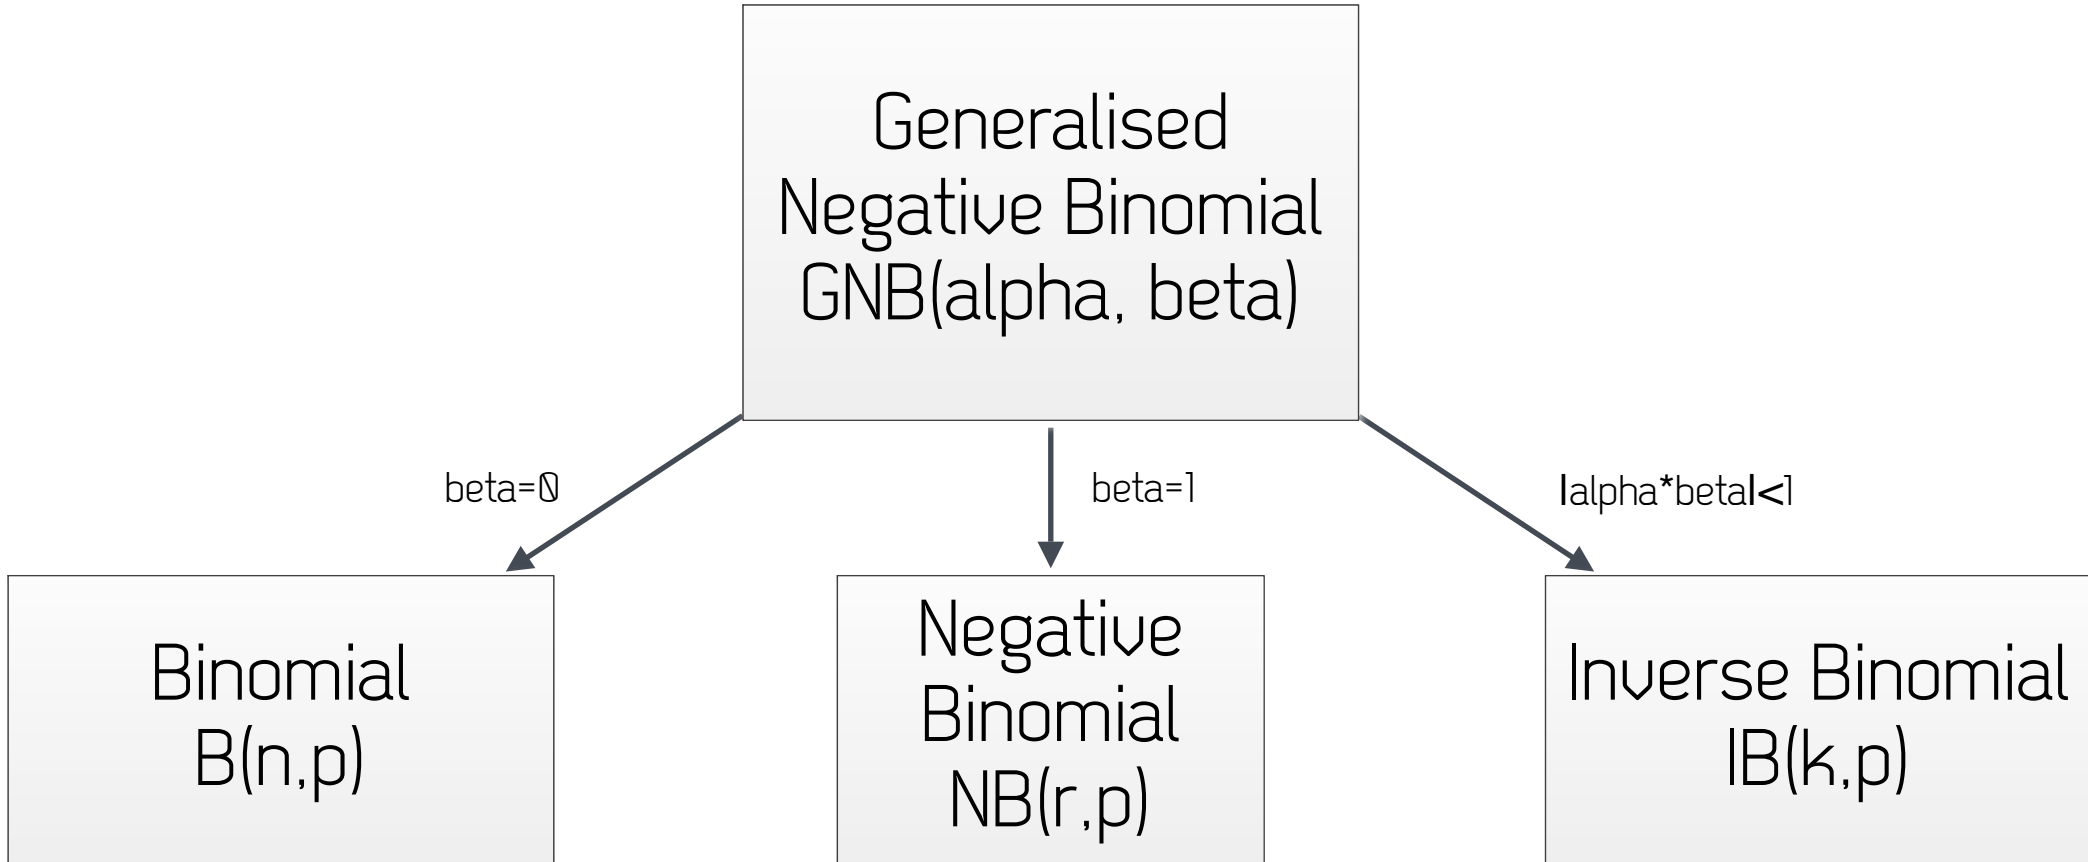 Generalised
Negative Binomial
GNB(alpha, beta)
beta=0
beta=1
|alpha*beta|<1
Binomial
B(n,p)
Negative
Binomial
NB(r,p)
Inverse Binomial
IB(k,p)